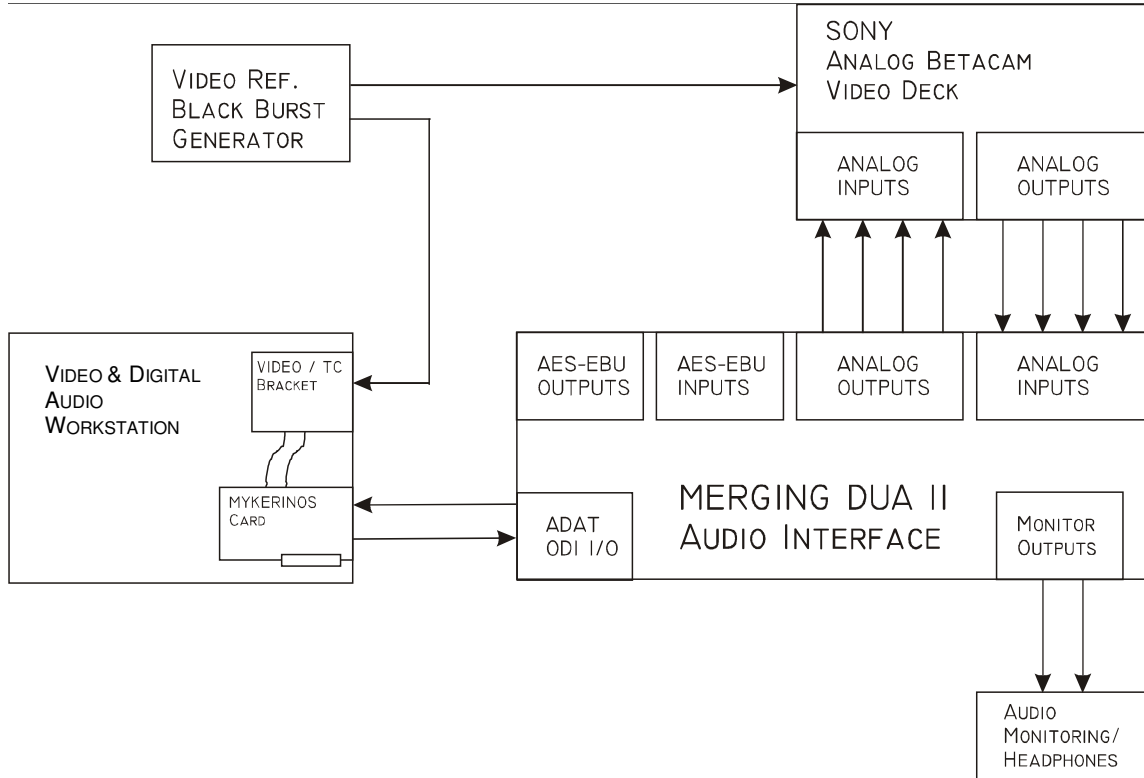 VIDEO REF.
BLACK BURST
GENERATOR
SONY
ANALOG BETACAM
VIDEO DECK
ANALOG
INPUTS
ANALOG
OUTPUTS
VIDEO & DIGITAL
AUDIO
WORKSTATION
VIDEO / TC
BRACKET
MYKERINOS
CARD
AES-EBU
OUTPUTS
AES-EBU
INPUTS
ANALOG
OUTPUTS
ANALOG
INPUTS
MERGING DUA II
AUDIO INTERFACE
ADAT
ODI I/O
MONITOR
OUTPUTS
AUDIO
MONITORING/
HEADPHONES